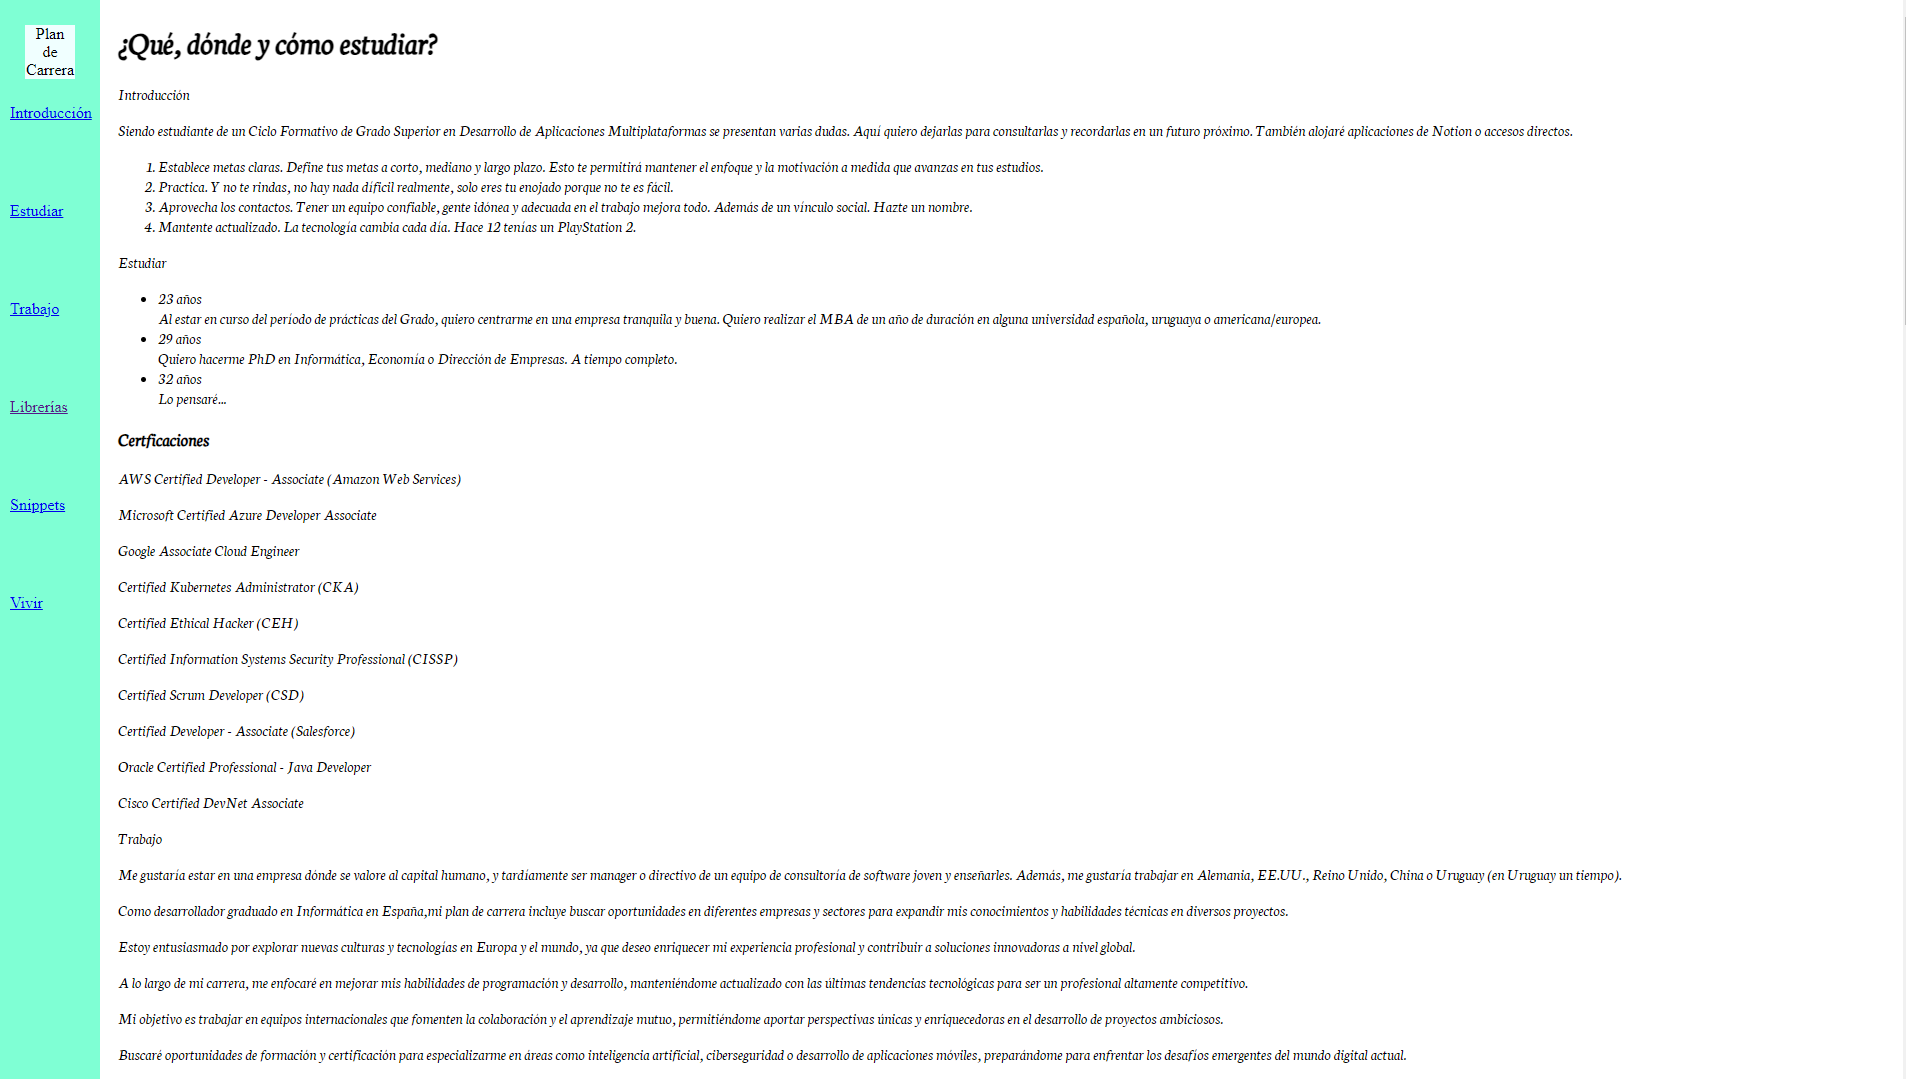 Plan
de
Carrera
Introducción
Estudiar
Trabajo
Librerías
Snippets
Vivir
¿Qué, dónde y cómo estudiar?
Introducción
Siendo estudiante de un Ciclo Formativo de Grado Superior en Desarrollo de Aplicaciones Multiplataformas se presentan varias dudas. Aquí quiero dejarlas para consultarlas y recordarlas en un futuro próximo. También alojaré aplicaciones de Notion o accesos directos.
1. Establece metas claras. Define tus metas a corto, mediano y largo plazo. Esto te permitirá mantener el enfoque y la motivación a medida que avanzas en tus estudios.
2. Practica. Y no te rindas, no hay nada díficil realmente, solo eres tu enojado porque no te es fácil.
3. Aprovecha los contactos. Tener un equipo confiable, gente idónea y adecuada en el trabajo mejora todo. Además de un vínculo social. Hazte un nombre.
4. Mantente actualizado. La tecnología cambia cada día. Hace 12 tenías un PlayStation 2.
Estudiar
• 23 años
Al estar en curso del período de prácticas del Grado, quiero centrarme en una empresa tranquila y buena. Quiero realizar el MBA de un año de duración en alguna universidad española, uruguaya o americana/europea.
• 29 años
Quiero hacerme PhD en Informática, Economía o Dirección de Empresas. A tiempo completo.
• 32 años
Lo pensaré...
Certficaciones
AWS Certified Developer - Associate (Amazon Web Services)
Microsoft Certified Azure Developer Associate
Google Associate Cloud Engineer
Certified Kubernetes Administrator (CKA)
Certified Ethical Hacker (CEH)
Certified Information Systems Security Professional (CISSP)
Certified Scrum Developer (CSD)
Certified Developer - Associate (Salesforce)
Oracle Certified Professional - Java Developer
Cisco Certified DevNet Associate
Trabajo
Me gustaría estar en una empresa dónde se valore al capital humano, y tardíamente ser manager o directivo de un equipo de consultoría de software joven y enseñarles. Además, me gustaría trabajar en Alemania, EE.UU., Reino Unido, China o Uruguay (en Uruguay un tiempo).
Como desarrollador graduado en Informática en España,mi plan de carrera incluye buscar oportunidades en diferentes empresas y sectores para expandir mis conocimientos y habilidades técnicas en diversos proyectos.
Estoy entusiasmado por explorar nuevas culturas y tecnologías en Europa y el mundo, ya que deseo enriquecer mi experiencia profesional y contribuir a soluciones innovadoras a nivel global.
A lo largo de mi carrera, me enfocaré en mejorar mis habilidades de programación y desarrollo, manteniéndome actualizado con las últimas tendencias tecnológicas para ser un profesional altamente competitivo.
Mi objetivo es trabajar en equipos internacionales que fomenten la colaboración y el aprendizaje mutuo, permitiéndome aportar perspectivas únicas y enriquecedoras en el desarrollo de proyectos ambiciosos.
Buscaré oportunidades de formación y certificación para especializarme en áreas como inteligencia artificial, ciberseguridad o desarrollo de aplicaciones móviles, preparándome para enfrentar los desafíos emergentes del mundo digital actual.